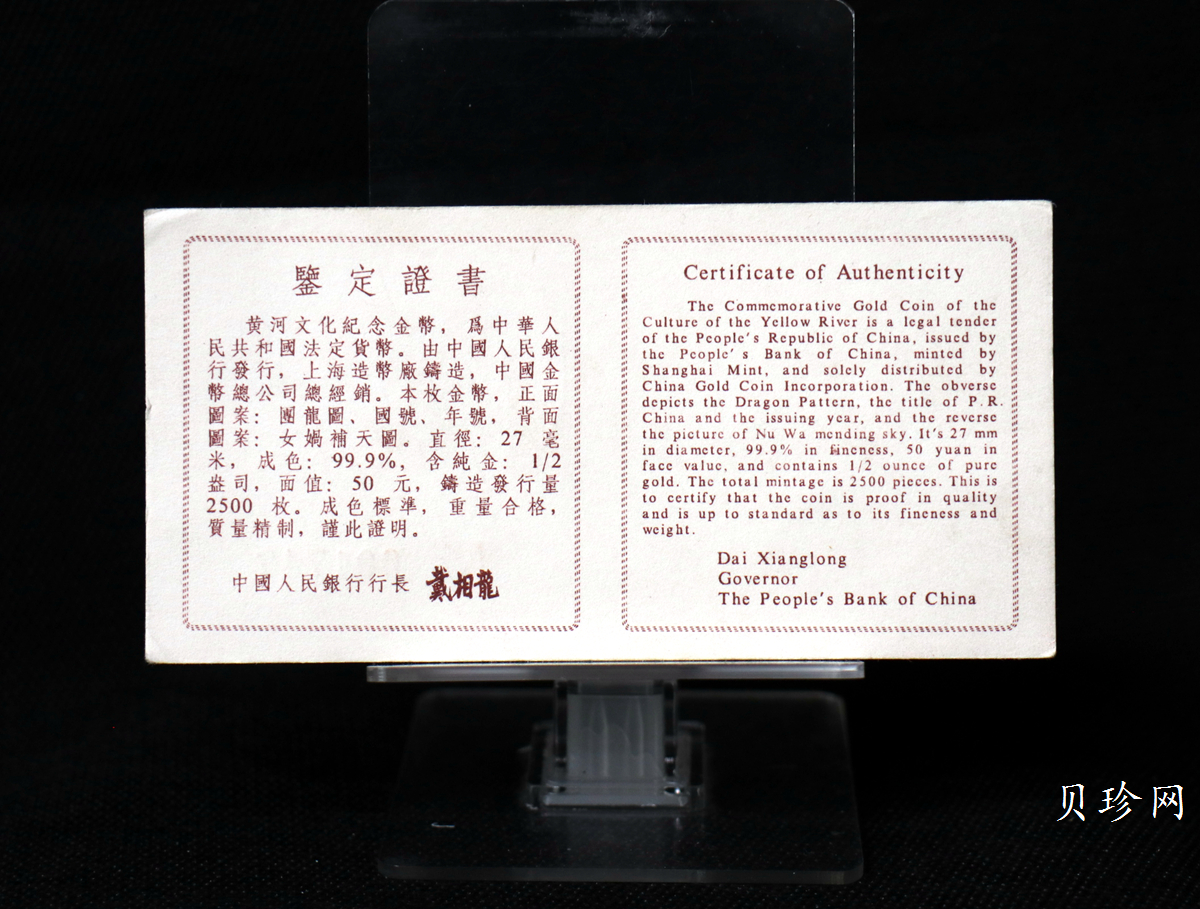 鑒定證書
黄河文化紀念金幣，爲中華人
民共和國法定貨幣。由中國人民銀
行發行，上海造幣廠鑄造，中國金
幣總公司總經銷。本枚金幣，正面
圖案：團龍圖、國號、年號，背面
圖案：女媧補天圖。直徑：27 毫
米，成色：99.9%，含純金：1/2
盎司，面值：50 元，鑄造發行量
2500 枚。成色標準，重量合格，
質量精制，謹此證明。
中國人民銀行行長 戴相龍
Certificate of Authenticity
The Commemorative Gold Coin of the
Culture of the Yellow River is a legal tender
of the People's Republic of China, issued by
the People's Bank of China, minted by
Shanghai Mint, and solely distributed by
China Gold Coin Incorporation. The obverse
depicts the Dragon Pattern, the title of P.R.
China and the issuing year, and the reverse
the picture of Nu Wa mending sky. It's 27 mm
in diameter, 99.9% in fineness, 50 yuan in
face value, and contains 1/2 ounce of pure
gold. The total mintage is 2500 pieces. This is
to certify that the coin is proof in quality
and is up to standard as to its fineness and
weight.
Dai Xianglong
Governor
The People's Bank of China
贝珍网